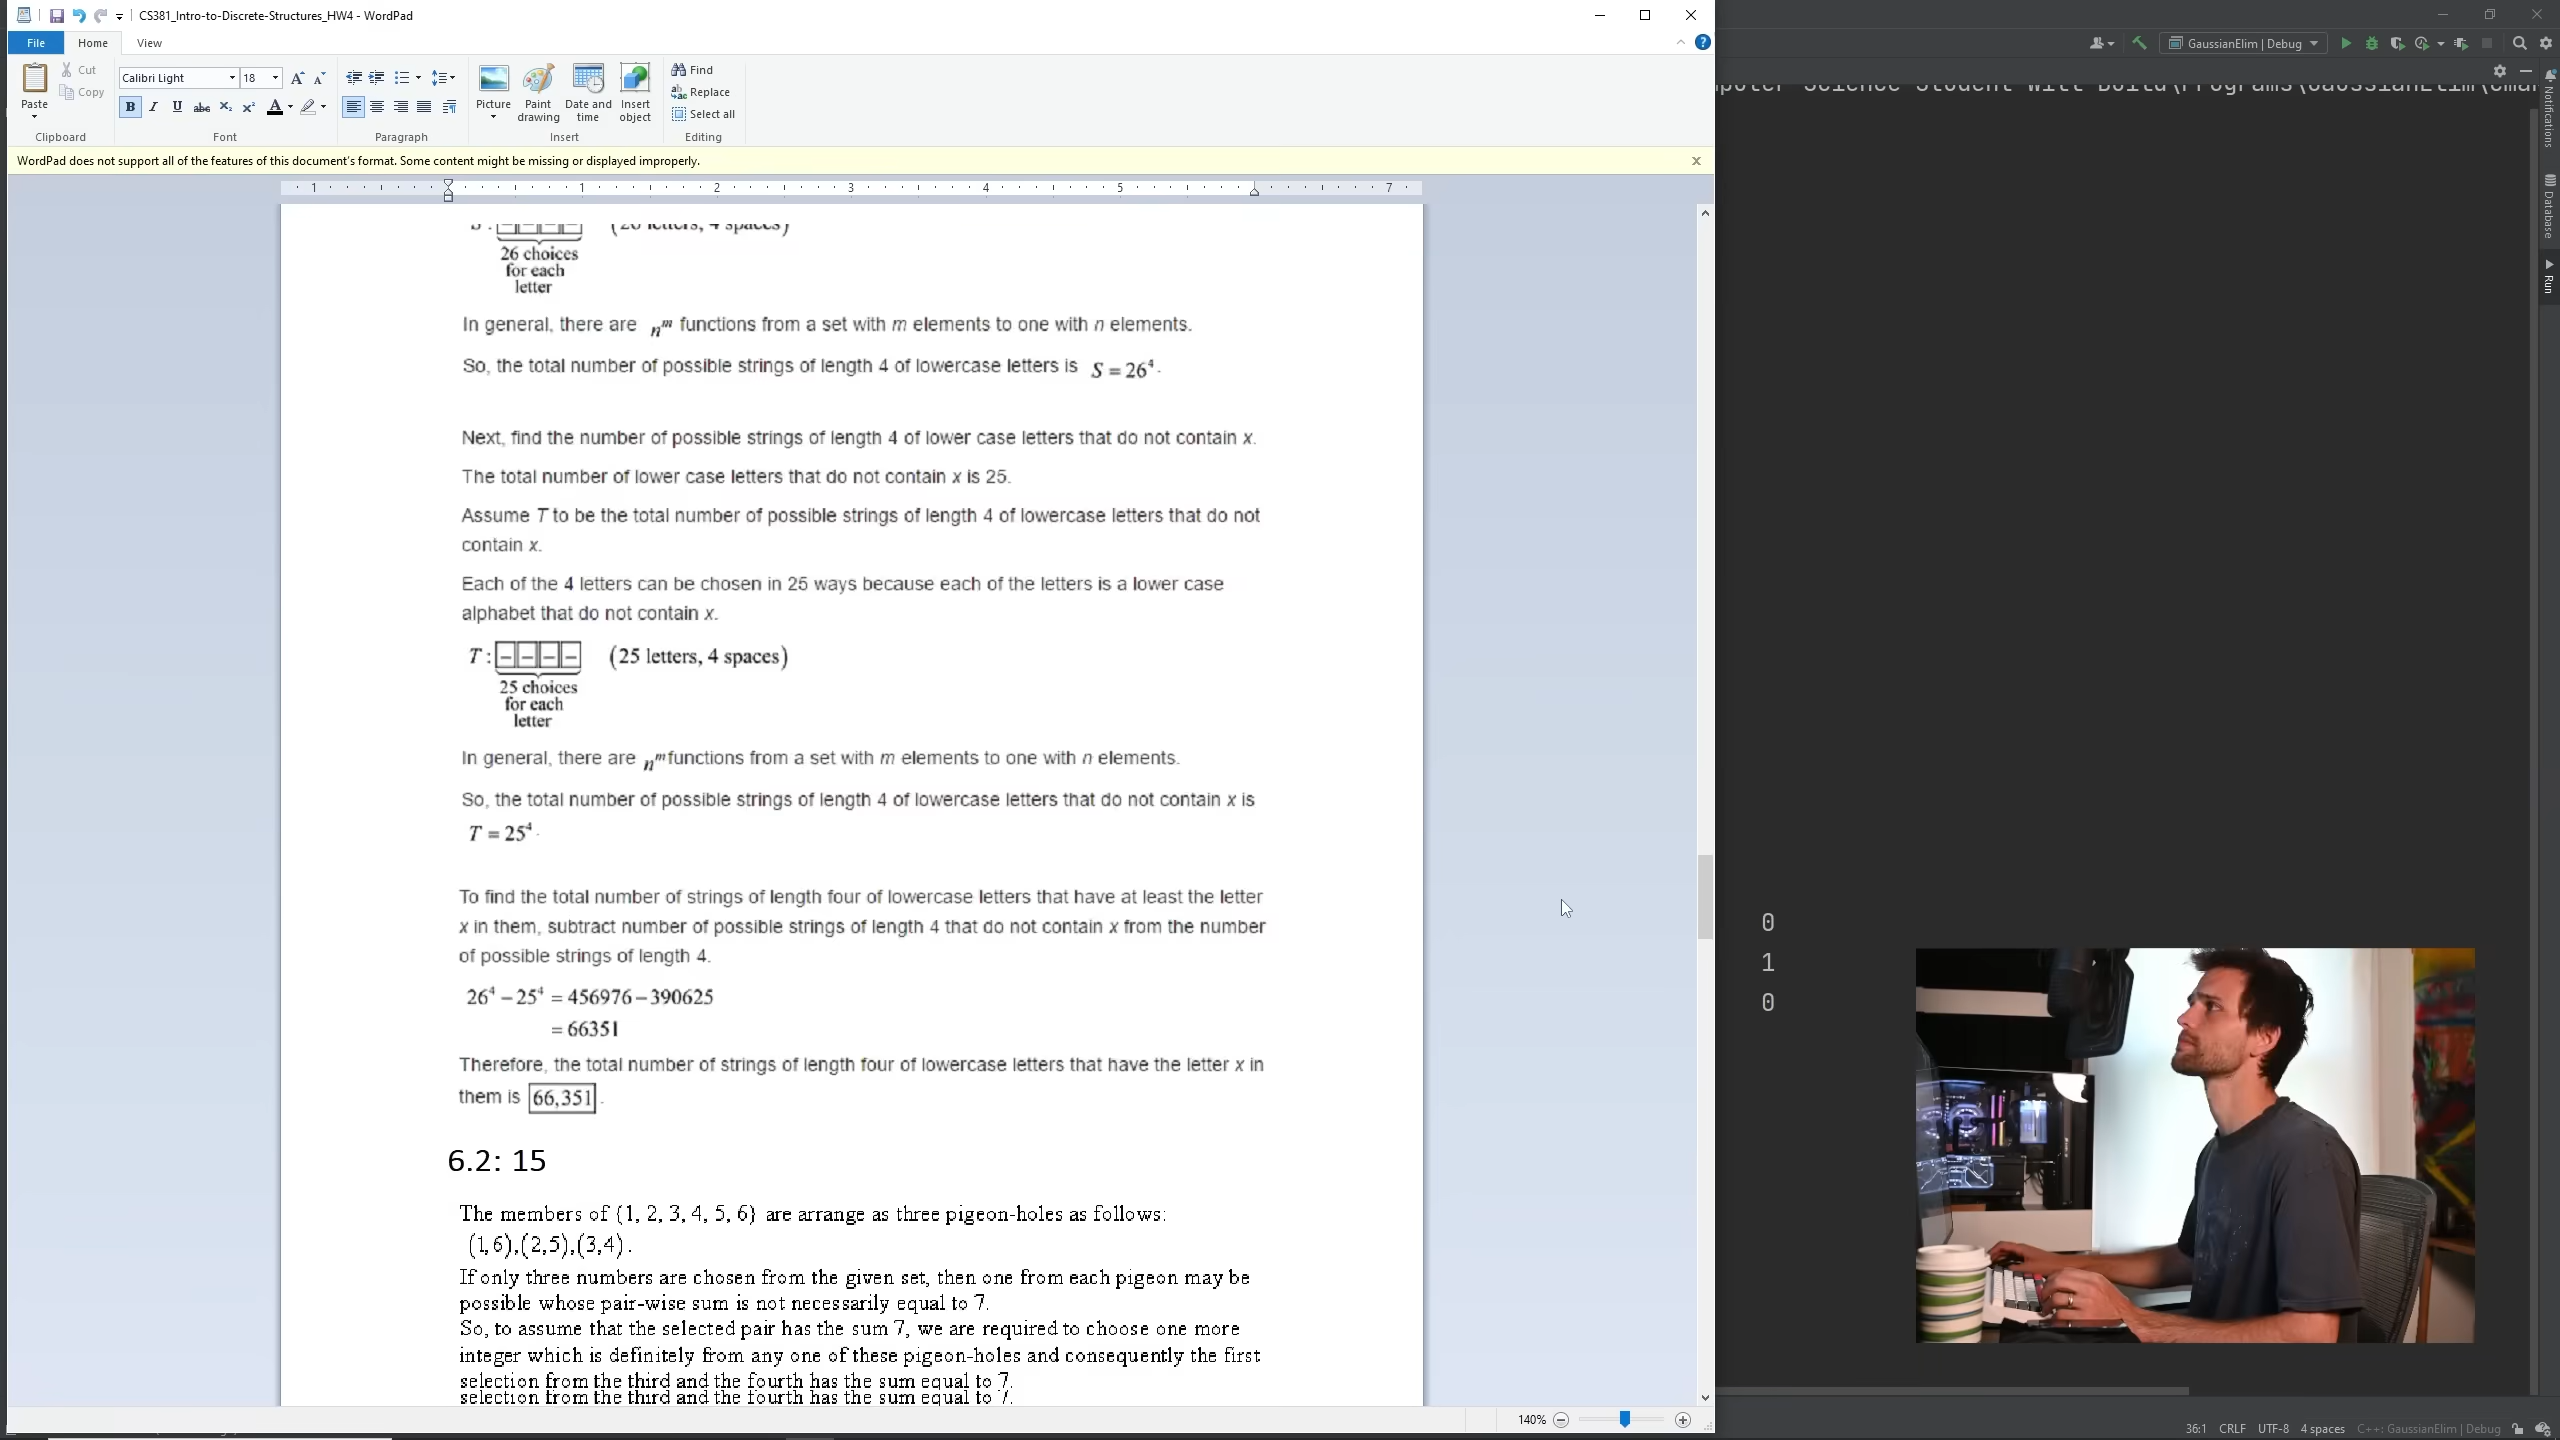 CS381_Intro-to-Discrete-Structures_HW4 - WordPad
File Home View
Paste
Cut
Copy
Clipboard
Calibri Light 18
Font
Paragraph
Picture
Paint drawing
Date and time
Insert object
Insert
Find
Replace
Select all
Editing
WordPad does not support all of the features of this document's format. Some content might be missing or displayed improperly.
1 1 2 3 4 5 7
S : (26 letters, 4 spaces)
26 choices
for each
letter
In general, there are n^m functions from a set with m elements to one with n elements.
So, the total number of possible strings of length 4 of lowercase letters is S = 26⁴.
Next, find the number of possible strings of length 4 of lower case letters that do not contain x.
The total number of lower case letters that do not contain x is 25.
Assume T to be the total number of possible strings of length 4 of lowercase letters that do not
contain x.
Each of the 4 letters can be chosen in 25 ways because each of the letters is a lower case
alphabet that do not contain x.
T : (25 letters, 4 spaces)
25 choices
for each
letter
In general, there are n^m functions from a set with m elements to one with n elements.
So, the total number of possible strings of length 4 of lowercase letters that do not contain x is
T = 25⁴.
To find the total number of strings of length four of lowercase letters that have at least the letter
x in them, subtract number of possible strings of length 4 that do not contain x from the number
of possible strings of length 4.
26⁴ – 25⁴ = 456976 – 390625
= 66351
Therefore, the total number of strings of length four of lowercase letters that have the letter x in
them is 66,351.
6.2: 15
The members of {1, 2, 3, 4, 5, 6} are arrange as three pigeon-holes as follows:
(1,6),(2,5),(3,4).
If only three numbers are chosen from the given set, then one from each pigeon may be
possible whose pair-wise sum is not necessarily equal to 7.
So, to assume that the selected pair has the sum 7, we are required to choose one more
integer which is definitely from any one of these pigeon-holes and consequently the first
selection from the third and the fourth has the sum equal to 7.
selection from the third and the fourth has the sum equal to 7.
140%
GaussianElim | Debug
Science Student Will Build\Programs\GaussianElim\cmak
Notifications
Database
Run
0
1
0
36:1 CRLF UTF-8 4 spaces C++: GaussianElim | Debug